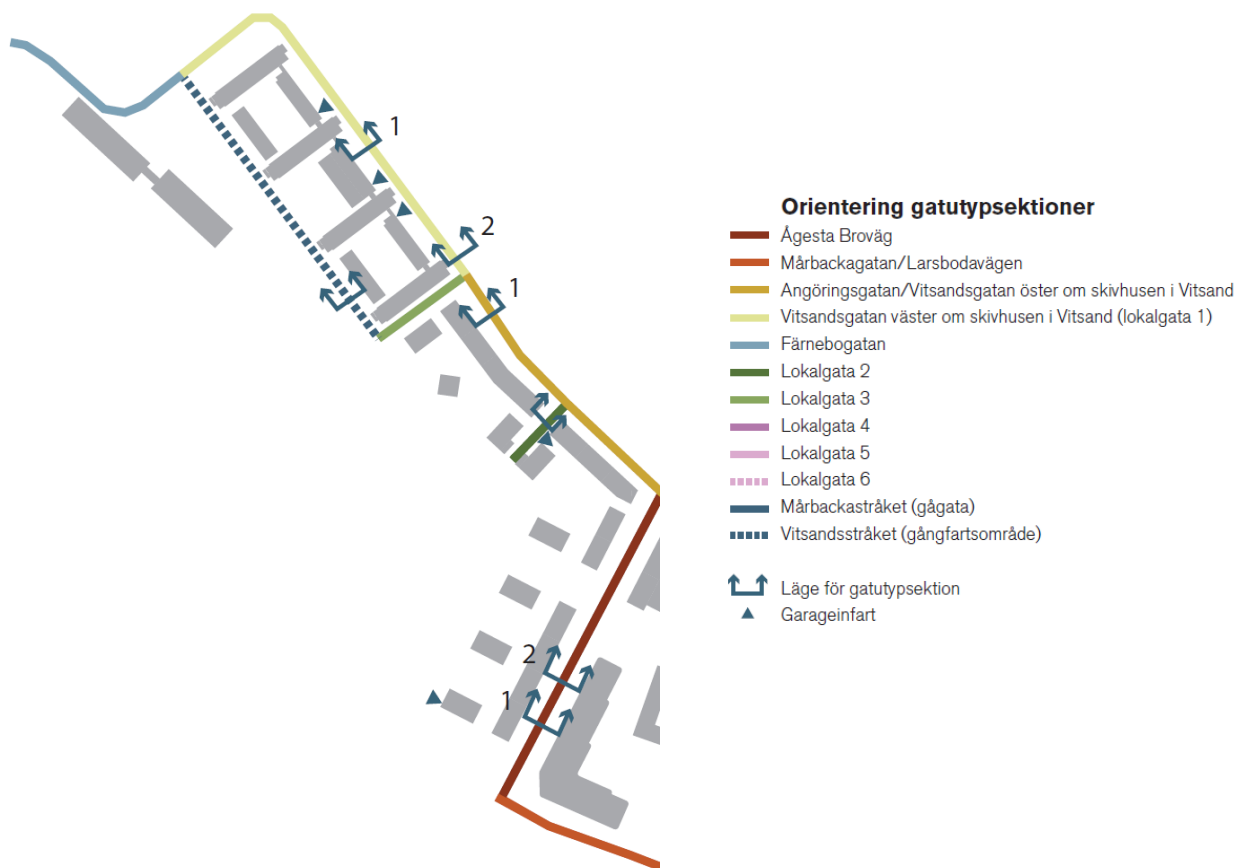 1
2
1
2
1
Orientering gatutypsektioner
Ågesta Broväg
Mårbackagatan/Larsbodavägen
Angöringsgatan/Vitsandsgatan öster om skivhusen i Vitsand
Vitsandsgatan väster om skivhusen i Vitsand (lokalgata 1)
Färnebogatan
Lokalgata 2
Lokalgata 3
Lokalgata 4
Lokalgata 5
Lokalgata 6
Mårbackastråket (gågata)
Vitsandsstråket (gångfartsområde)
Läge för gatutypsektion
Garageinfart